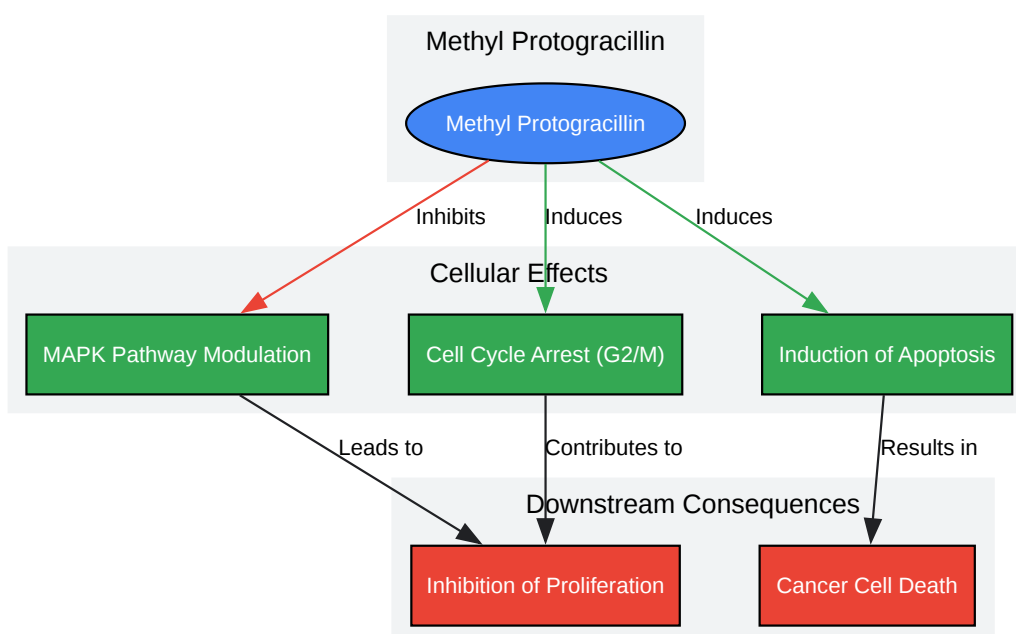 Methyl Protogracillin
Methyl Protogracillin
Inhibits
Induces
Induces
Cellular Effects
MAPK Pathway Modulation
Cell Cycle Arrest (G2/M)
Induction of Apoptosis
Leads to
Contributes to
Results in
Downstream Consequences
Inhibition of Proliferation
Cancer Cell Death